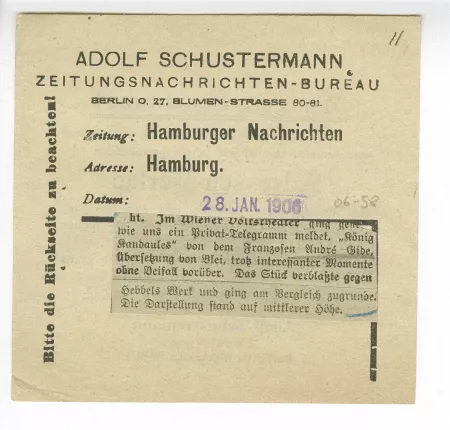 11
ADOLF SCHUSTERMANN
ZEITUNGSNACHRICHTEN-BUREAU
BERLIN O. 27, BLUMEN-STRASSE 80-81.
Zeitung: Hamburger Nachrichten
Adresse: Hamburg.
Datum: 28. JAN. 1906
06-58
ht. Im Wiener Volkstheater ging
wie uns ein Privat-Telegramm meldet, „König
Kandaules“ von dem Franzosen André Gide,
Übersetzung von Blei, trotz interessanter Momente
ohne Beifall vorüber. Das Stück verblaßte gegen
Hebbels Werk und ging am Vergleich zugrunde.
Die Darstellung stand auf mittlerer Höhe.
Bitte die Rückseite zu beachten!